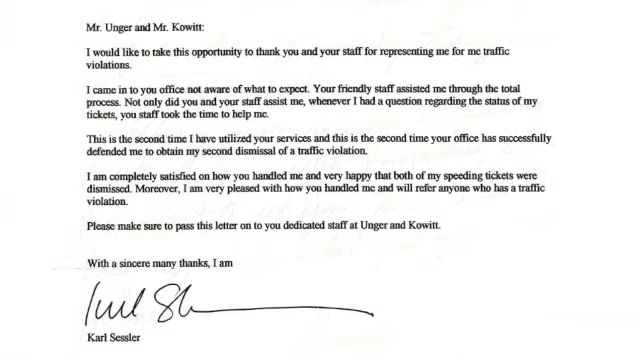 Mr. Unger and Mr. Kowitt:
I would like to take this opportunity to thank you and your staff for representing me for me traffic
violations.
I came in to you office not aware of what to expect. Your friendly staff assisted me through the total
process. Not only did you and your staff assist me, whenever I had a question regarding the status of my
tickets, you staff took the time to help me.
This is the second time I have utilized your services and this is the second time your office has successfully
defended me to obtain my second dismissal of a traffic violation.
I am completely satisfied on how you handled me and very happy that both of my speeding tickets were
dismissed. Moreover, I am very pleased with how you handled me and will refer anyone who has a traffic
violation.
Please make sure to pass this letter on to you dedicated staff at Unger and Kowitt.
With a sincere many thanks, I am
Karl Sessler